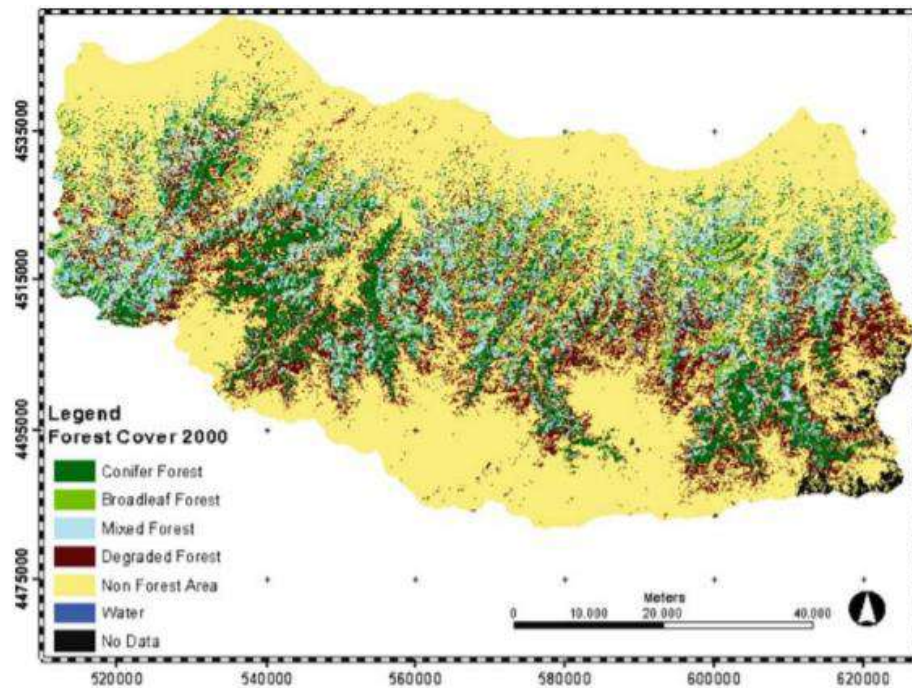 4535000
4515000
4495000
4475000
Legend
Forest Cover 2000
Conifer Forest
Broadleaf Forest
Mixed Forest
Degraded Forest
Non Forest Area
Water
No Data
Meters
0 10.000 20.000 40.000
520000 540000 560000 580000 600000 620000